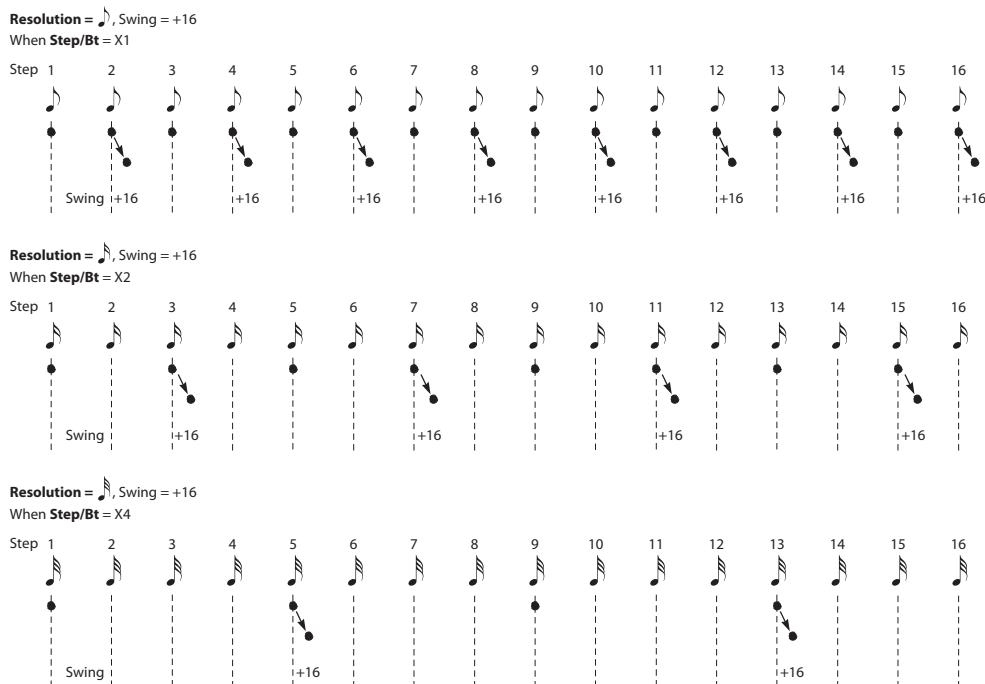 Resolution = ♪, Swing = +16
When Step/Bt = X1
Step 1 2 3 4 5 6 7 8 9 10 11 12 13 14 15 16
Swing +16 +16 +16 +16 +16 +16 +16 +16
Resolution = , Swing = +16
When Step/Bt = X2
Step 1 2 3 4 5 6 7 8 9 10 11 12 13 14 15 16
Swing +16 +16 +16 +16
Resolution = , Swing = +16
When Step/Bt = X4
Step 1 2 3 4 5 6 7 8 9 10 11 12 13 14 15 16
Swing +16 +16